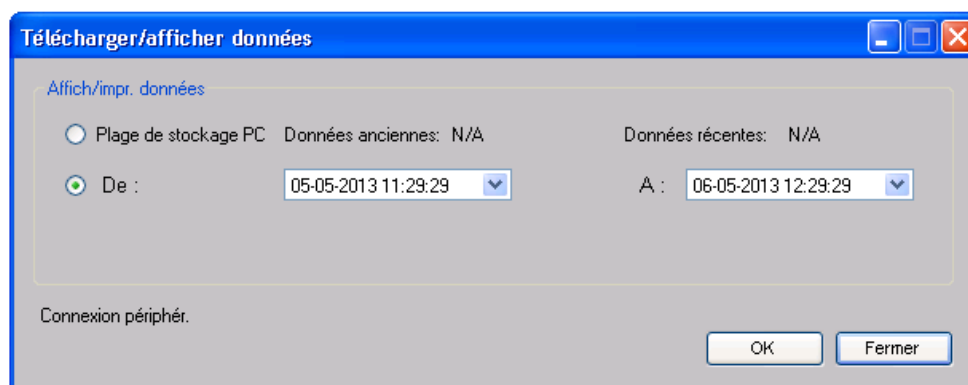 Télécharger/afficher données
Affich/impr. données
Plage de stockage PC Données anciennes: N/A Données récentes: N/A
De : 05-05-2013 11:29:29 A : 06-05-2013 12:29:29
Connexion périphér.
OK Fermer